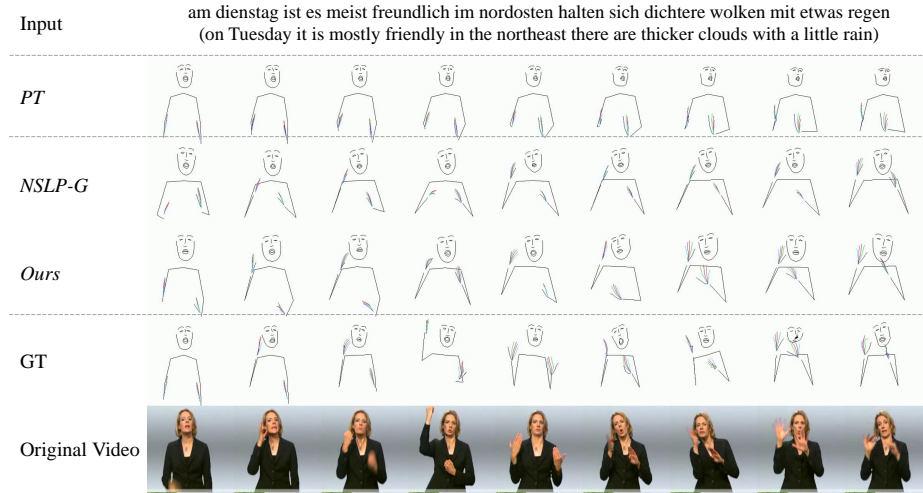 Input
am dienstag ist es meist freundlich im nordosten halten sich dichtere wolken mit etwas regen
(on Tuesday it is mostly friendly in the northeast there are thicker clouds with a little rain)
PT
NSLP-G
Ours
GT
Original Video